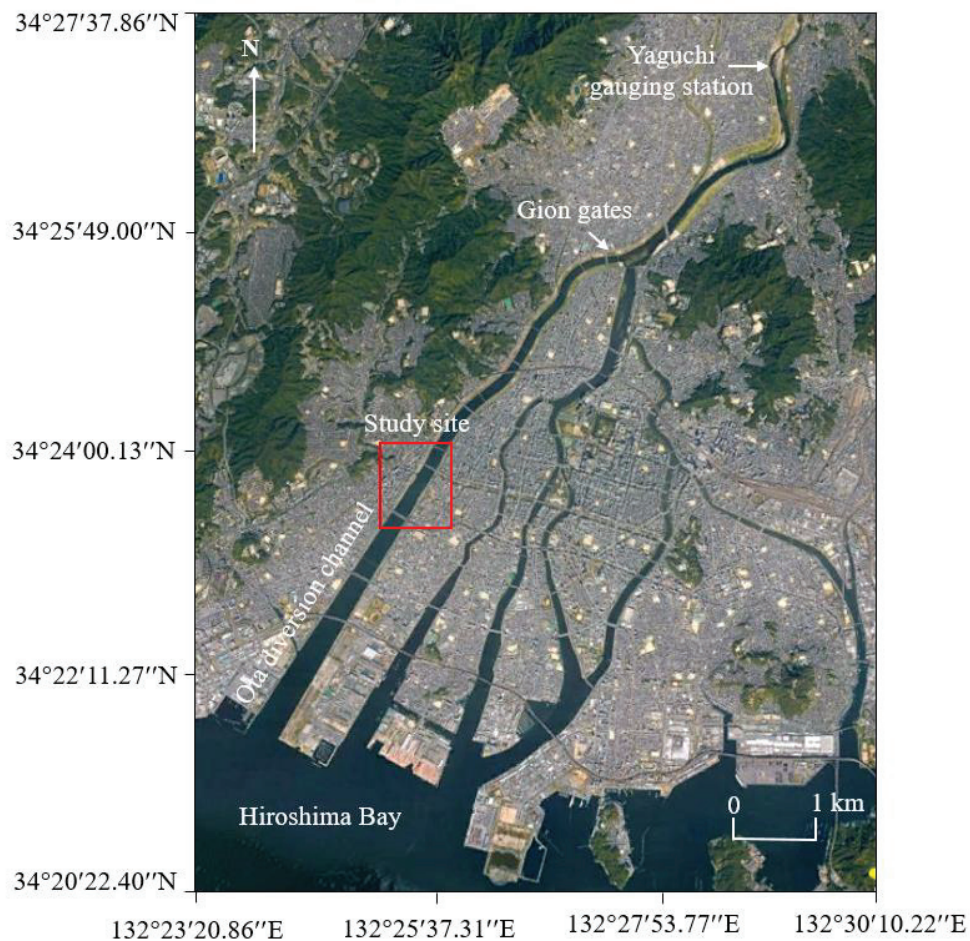 34°27'37.86''N
N
Yaguchi
gauging station
34°25'49.00''N
Gion gates
Study site
34°24'00.13''N
Ota diversion channel
34°22'11.27''N
Hiroshima Bay
0 1 km
34°20'22.40''N
132°23'20.86''E 132°25'37.31''E 132°27'53.77''E 132°30'10.22''E